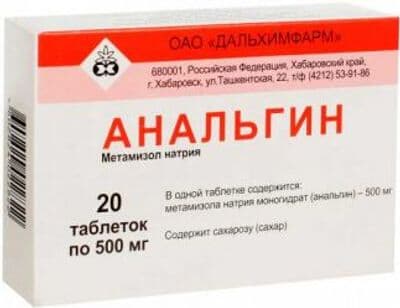 ОАО «ДАЛЬХИМФАРМ»
680001, Российская Федерация, Хабаровский край,
г. Хабаровск, ул.Ташкентская, 22, т/ф (4212) 53-91-86
АНАЛЬГИН
Метамизол натрия
20
таблеток
по 500 мг
В одной таблетке содержится:
метамизола натрия моногидрат (анальгин) – 500 мг
Содержит сахарозу (сахар)